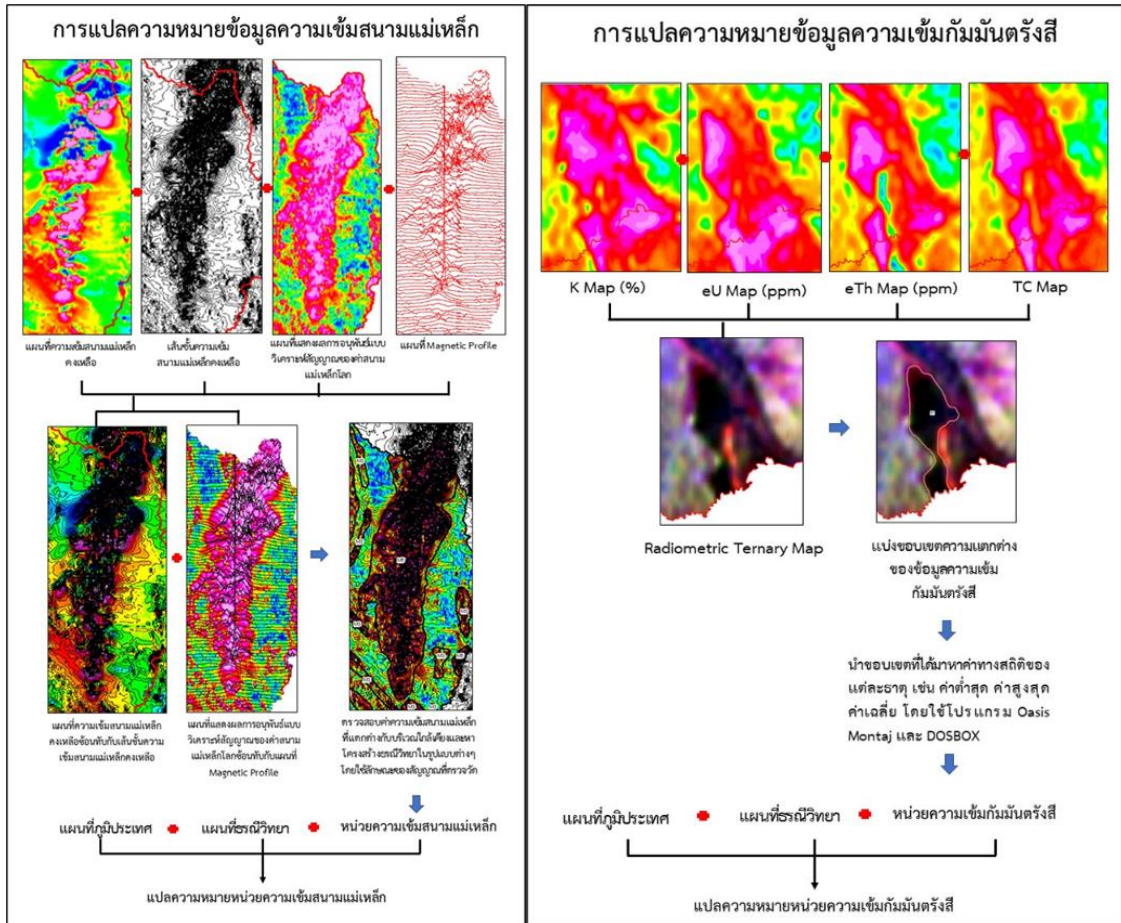 การแปลความหมายข้อมูลความเข้มสนามแม่เหล็ก
แผนที่ความเข้มสนามแม่เหล็ก
คงเหลือ
เส้นชั้นความเข้ม
สนามแม่เหล็กคงเหลือ
แผนที่แสดงผลการอนุพันธ์แบบ
วิเคราะห์สัญญาณของค่าสนาม
แม่เหล็กโลก
แผนที่ Magnetic Profile
แผนที่ความเข้มสนามแม่เหล็ก
คงเหลือซ้อนทับกับเส้นชั้นความ
เข้มสนามแม่เหล็กคงเหลือ
แผนที่แสดงผลการอนุพันธ์แบบ
วิเคราะห์สัญญาณของค่าสนาม
แม่เหล็กโลกซ้อนทับกับแผนที่
Magnetic Profile
ตรวจสอบค่าความเข้มสนามแม่เหล็ก
ที่แตกต่างกับบริเวณใกล้เคียงและหา
โครงสร้างธรณีวิทยาในรูปแบบต่างๆ
โดยใช้ลักษณะของสัญญาณที่ตรวจวัด
แผนที่ภูมิประเทศ
แผนที่ธรณีวิทยา
หน่วยความเข้มสนามแม่เหล็ก
แปลความหมายหน่วยความเข้มสนามแม่เหล็ก
การแปลความหมายข้อมูลความเข้มกัมมันตรังสี
K Map (%)
eU Map (ppm)
eTh Map (ppm)
TC Map
Radiometric Ternary Map
แบ่งขอบเขตความแตกต่าง
ของข้อมูลความเข้ม
กัมมันตรังสี
นำขอบเขตที่ได้มาหาค่าทางสถิติของ
แต่ละธาตุ เช่น ค่าต่ำสุด ค่าสูงสุด
ค่าเฉลี่ย โดยใช้โปรแกรม Oasis
Montaj และ DOSBOX
แผนที่ภูมิประเทศ
แผนที่ธรณีวิทยา
หน่วยความเข้มกัมมันตรังสี
แปลความหมายหน่วยความเข้มกัมมันตรังสี